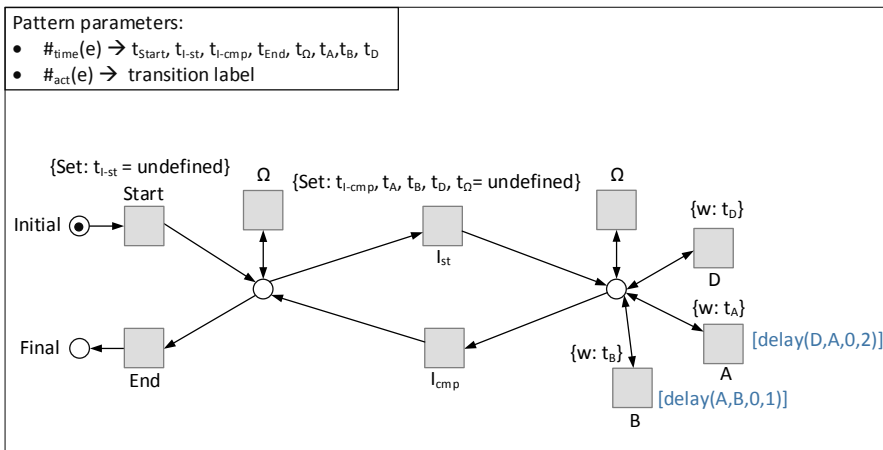 Pattern parameters:
• #time(e) → tStart, tI-st, tI-cmp, tEnd, tΩ, tA,tB, tD
• #act(e) → transition label
{Set: tI-st = undefined}
Start
Ω
{Set: tI-cmp, tA, tB, tD, tΩ= undefined}
Ω
{w: tD}
Initial
Ist
D
{w: tA}
Final
End
Icmp
{w: tB}
A
[delay(D,A,0,2)]
B
[delay(A,B,0,1)]